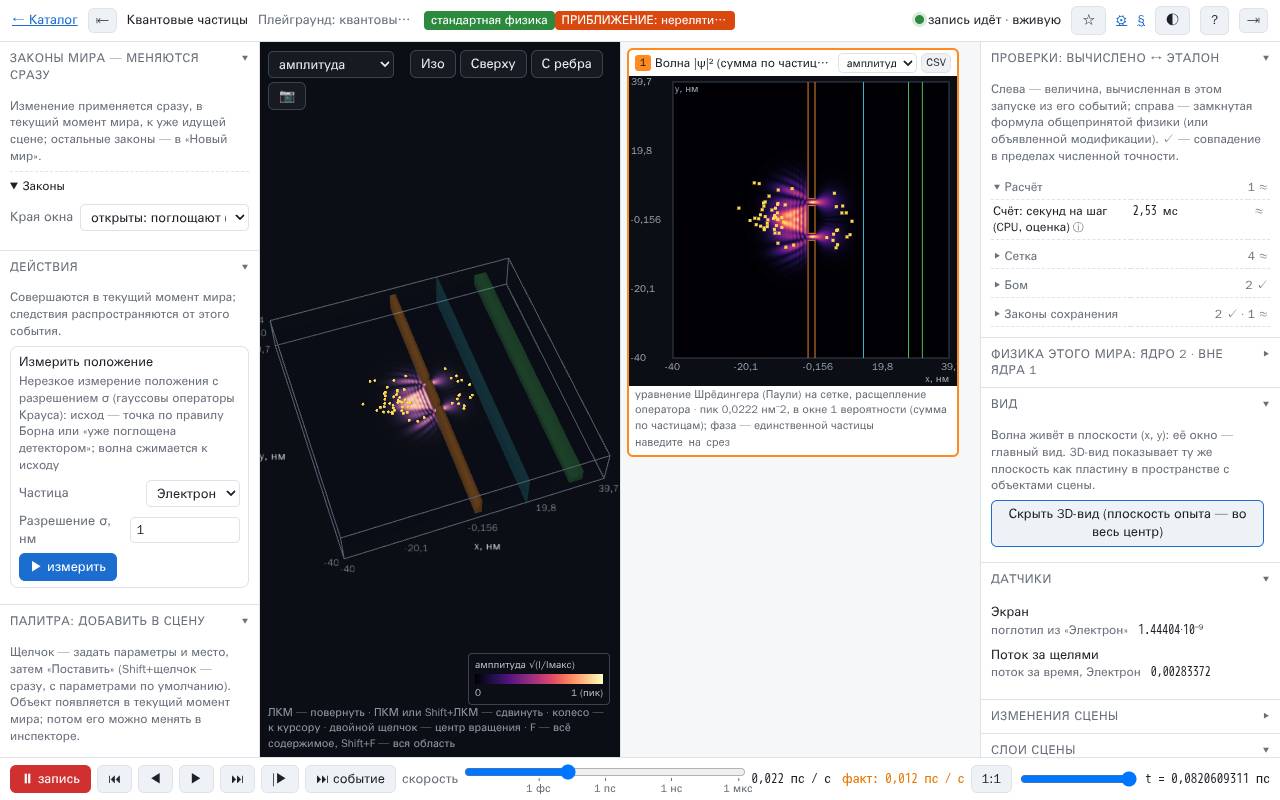 ← Каталог
⇤
Квантовые частицы
Плейграунд: квантовы···
стандартная физика
ПРИБЛИЖЕНИЕ: нереляти···
запись идёт · вживую
☆
⚙
§
◐
?
⇥
ЗАКОНЫ МИРА — МЕНЯЮТСЯ
СРАЗУ
Изменение применяется сразу, в
текущий момент мира, к уже идущей
сцене; остальные законы — в «Новый
мир».
▼ Законы
Края окна
открыты: поглощают (
ДЕЙСТВИЯ
Совершаются в текущий момент мира;
следствия распространяются от этого
события.
Измерить положение
Нерезкое измерение положения с
разрешением σ (гауссовы операторы
Крауса): исход — точка по правилу
Борна или «уже поглощена
детектором»; волна сжимается к
исходу
Частица
Электрон
Разрешение σ,
нм
1
▶ измерить
ПАЛИТРА: ДОБАВИТЬ В СЦЕНУ
Щелчок — задать параметры и место,
затем «Поставить» (Shift+щелчок —
сразу, с параметрами по умолчанию).
Объект появляется в текущий момент
мира; потом его можно менять в
инспекторе.
амплитуда
Изо
Сверху
С ребра
y, нм
-40
-40
-20,1
x, нм
-0,156
19,8
39,7
амплитуда √(I/Iмакс)
0
1 (пик)
ЛКМ — повернуть · ПКМ или Shift+ЛКМ — сдвинуть · колесо —
к курсору · двойной щелчок — центр вращения · F — всё
содержимое, Shift+F — вся область
1
Волна |ψ|² (сумма по частиц···
амплитуд
CSV
39,7
y, нм
19,8
-0,156
-20,1
-40
-40
-20,1
-0,156
19,8
39,
x, нм
уравнение Шрёдингера (Паули) на сетке, расщепление
оператора · пик 0,0222 нм⁻2, в окне 1 вероятности (сумма
по частицам); фаза — единственной частицы
наведите на срез
ПРОВЕРКИ: ВЫЧИСЛЕНО ↔ ЭТАЛОН
Слева — величина, вычисленная в этом
запуске из его событий; справа — замкнутая
формула общепринятой физики (или
объявленной модификации). ✓ — совпадение
в пределах численной точности.
▾ Расчёт
1 ≈
Счёт: секунд на шаг
(CPU, оценка) ⓘ
2,53 мс
≈
▸ Сетка
4 ≈
▸ Бом
2 ✓
▸ Законы сохранения
2 ✓ · 1 ≈
ФИЗИКА ЭТОГО МИРА: ЯДРО 2 · ВНЕ
ЯДРА 1
ВИД
Волна живёт в плоскости (x, y): её окно —
главный вид. 3D-вид показывает ту же
плоскость как пластину в пространстве с
объектами сцены.
Скрыть 3D-вид (плоскость опыта — во
весь центр)
ДАТЧИКИ
Экран
поглотил из «Электрон» 1.44404·10⁻⁹
Поток за щелями
поток за время, Электрон 0,00283372
ИЗМЕНЕНИЯ СЦЕНЫ
СЛОИ СЦЕНЫ
⏸ запись
⏮
◀
▶
⏭
|▶
⏭ событие
скорость
1 фс
1 пс
1 нс
1 мкс
0,022 пс / с
факт: 0,012 пс / с
1:1
t = 0,0820609311 пс